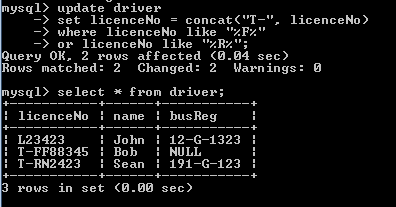 mysql> update driver
    -> set licenceNo = concat("T-", licenceNo)
    -> where licenceNo like "%F%"
    -> or licenceNo like "%R%";
Query OK, 2 rows affected (0.04 sec)
Rows matched: 2  Changed: 2  Warnings: 0
mysql> select * from driver;
+-----------+------+-----------+
| licenceNo | name | busReg    |
+-----------+------+-----------+
| L23423    | John | 12-G-1323 |
| T-FF88345 | Bob  | NULL      |
| T-RN2423  | Sean | 191-G-123 |
+-----------+------+-----------+
3 rows in set (0.00 sec)